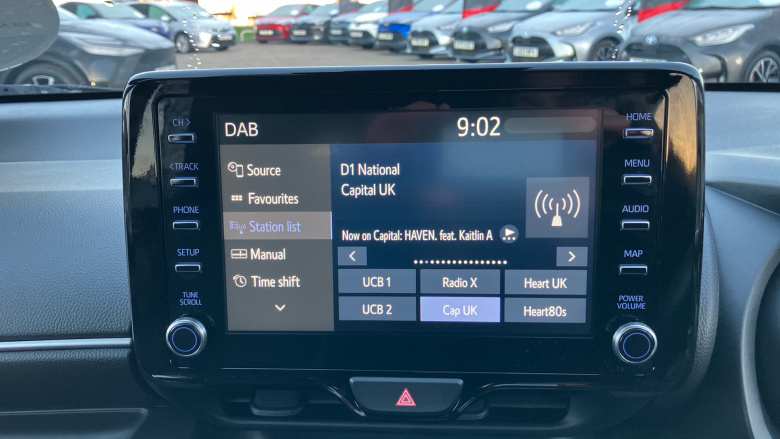 DAB
9:02
CH >
< TRACK
PHONE
SETUP
TUNE
SCROLL
Source
Favourites
Station list
Manual
Time shift
D1 National
Capital UK
Now on Capital: HAVEN. feat. Kaitlin A
<
>
UCB 1
Radio X
Heart UK
UCB 2
Cap UK
Heart80s
HOME
MENU
AUDIO
MAP
POWER
VOLUME